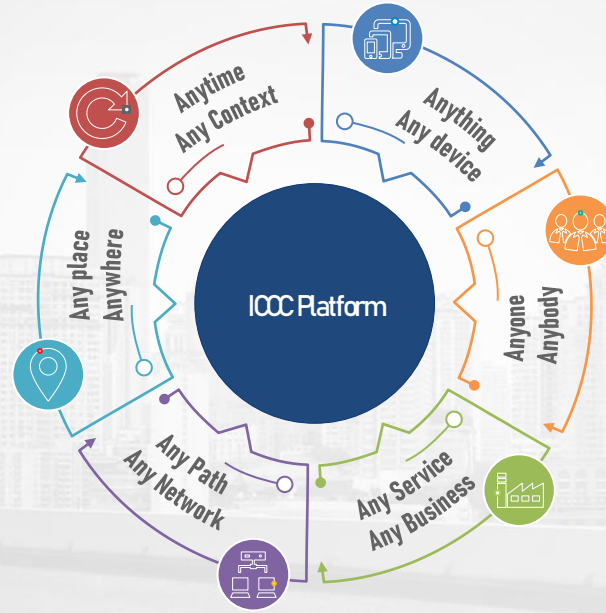 Anytime
Any Context
Anything
Any device
Anyone
Anybody
Any Service
Any Business
Any Path
Any Network
Any place
Anywhere
ICCC Platform